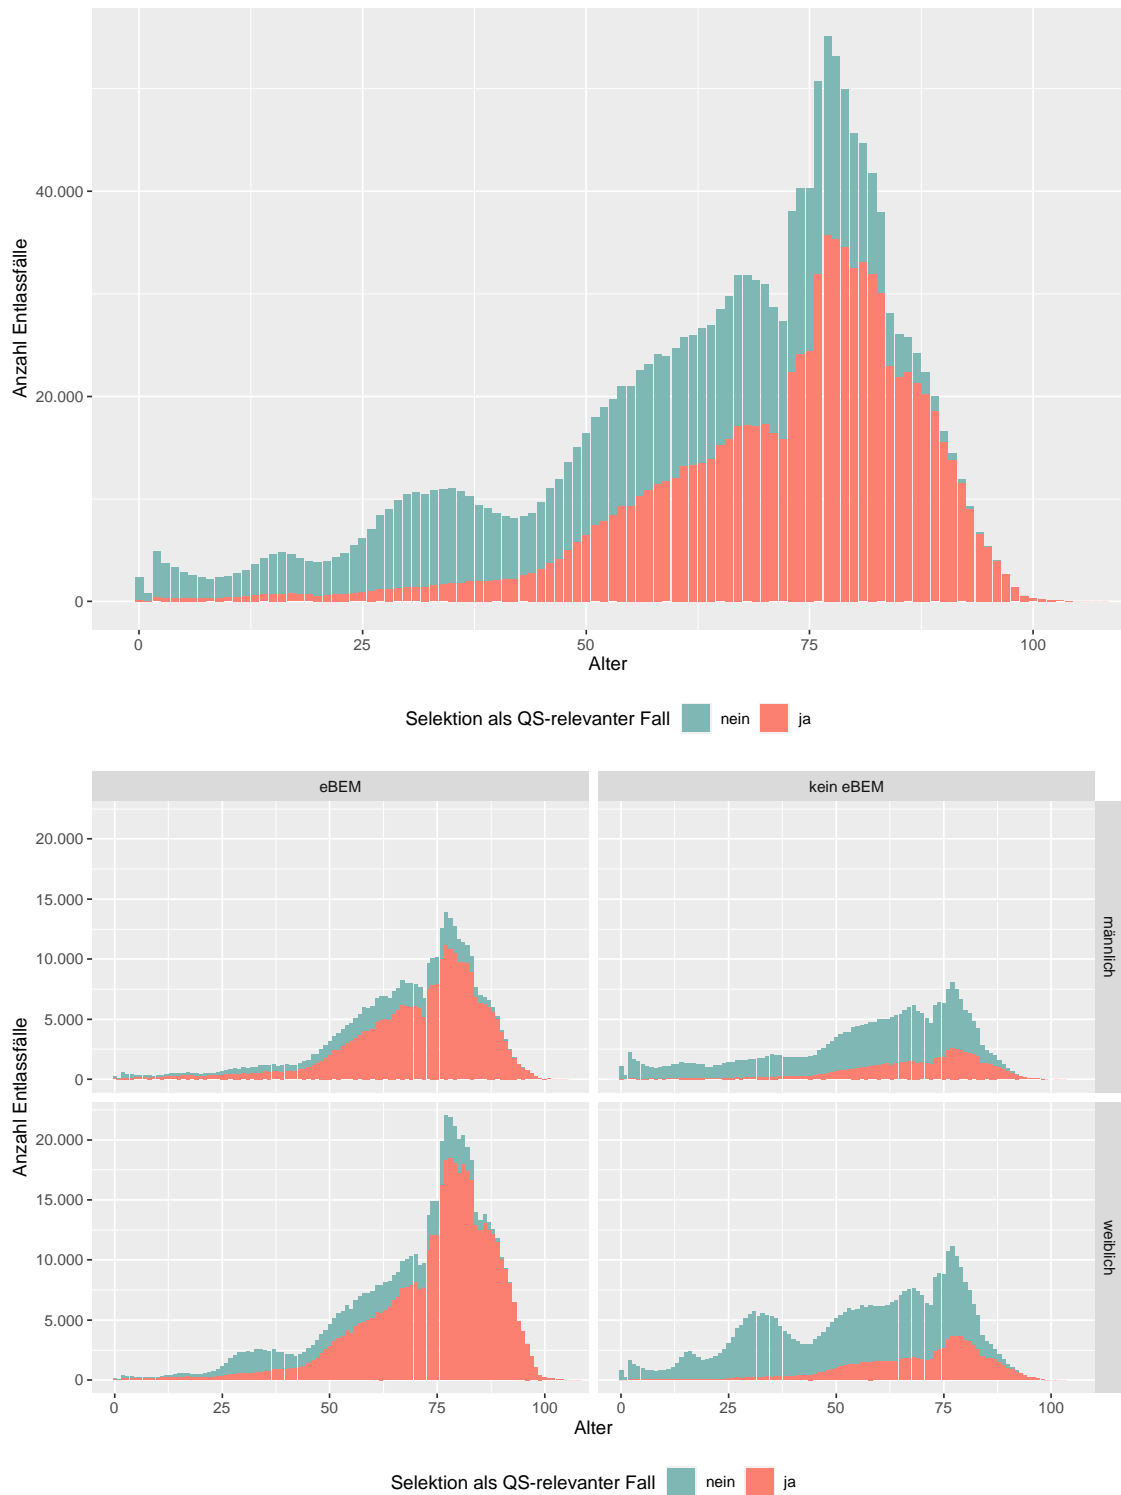 40.000
20.000
0
Anzahl Entlassfälle
0 25 50 75 100
Alter
Selektion als QS-relevanter Fall nein ja
eBEM kein eBEM
20.000
15.000
10.000
5.000
0
männlich
Anzahl Entlassfälle
20.000
15.000
10.000
5.000
0
weiblich
0 25 50 75 100 0 25 50 75 100
Alter
Selektion als QS-relevanter Fall nein ja